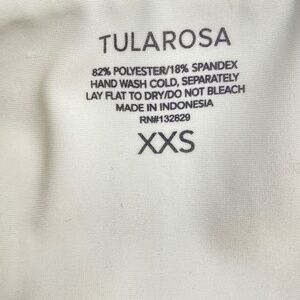 TULAROSA
82% POLYESTER/18% SPANDEX
HAND WASH COLD, SEPARATELY
LAY FLAT TO DRY/DO NOT BLEACH
MADE IN INDONESIA
RN#132829
XXS